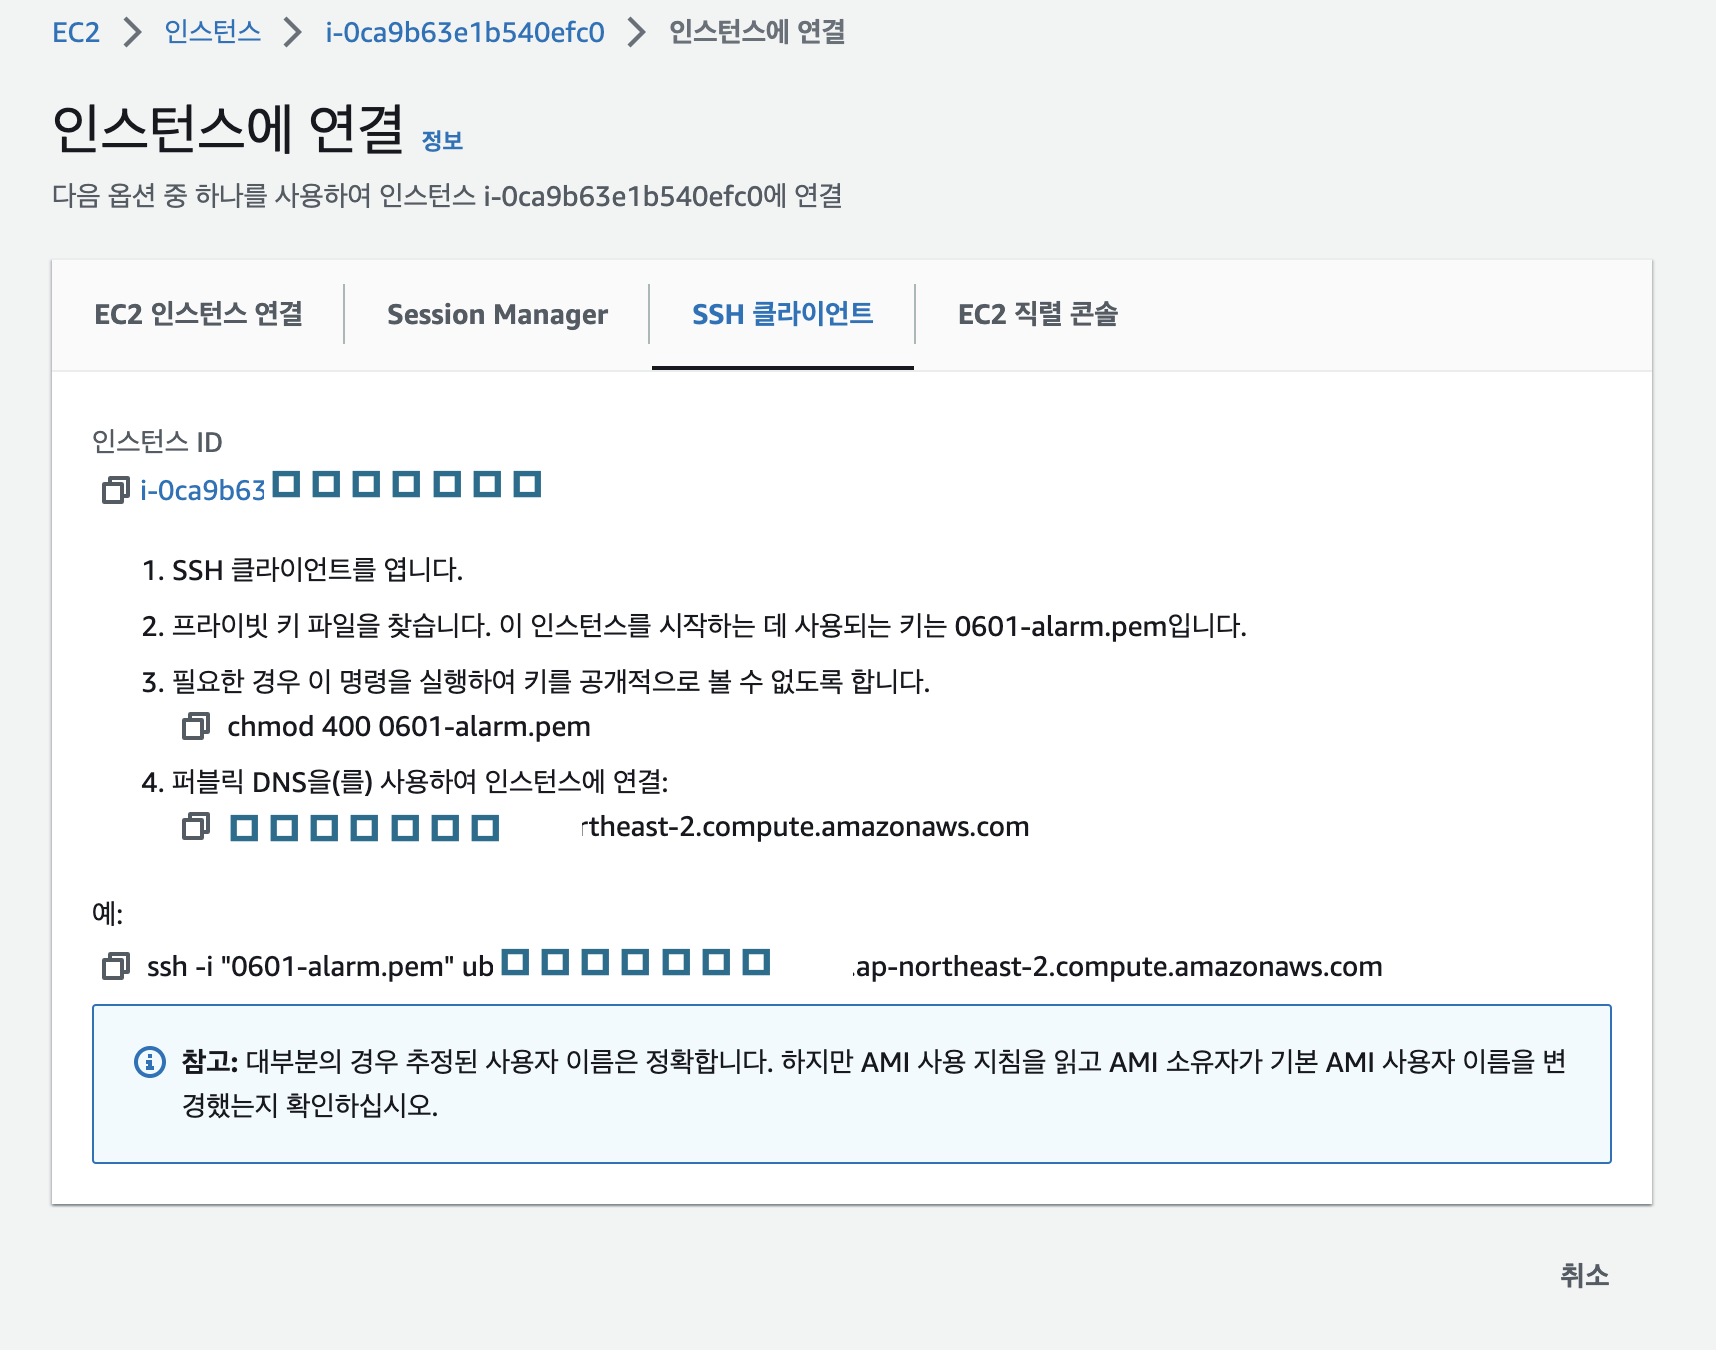 EC2 > 인스턴스 > i-0ca9b63e1b540efc0 > 인스턴스에 연결
인스턴스에 연결 정보
다음 옵션 중 하나를 사용하여 인스턴스 i-0ca9b63e1b540efc0에 연결
EC2 인스턴스 연결
Session Manager
SSH 클라이언트
EC2 직렬 콘솔
인스턴스 ID
i-0ca9b63
1. SSH 클라이언트를 엽니다.
2. 프라이빗 키 파일을 찾습니다. 이 인스턴스를 시작하는 데 사용되는 키는 0601-alarm.pem입니다.
3. 필요한 경우 이 명령을 실행하여 키를 공개적으로 볼 수 없도록 합니다.
chmod 400 0601-alarm.pem
4. 퍼블릭 DNS을(를) 사용하여 인스턴스에 연결:
rtheast-2.compute.amazonaws.com
예:
ssh -i "0601-alarm.pem" ub .ap-northeast-2.compute.amazonaws.com
참고: 대부분의 경우 추정된 사용자 이름은 정확합니다. 하지만 AMI 사용 지침을 읽고 AMI 소유자가 기본 AMI 사용자 이름을 변
경했는지 확인하십시오.
취소